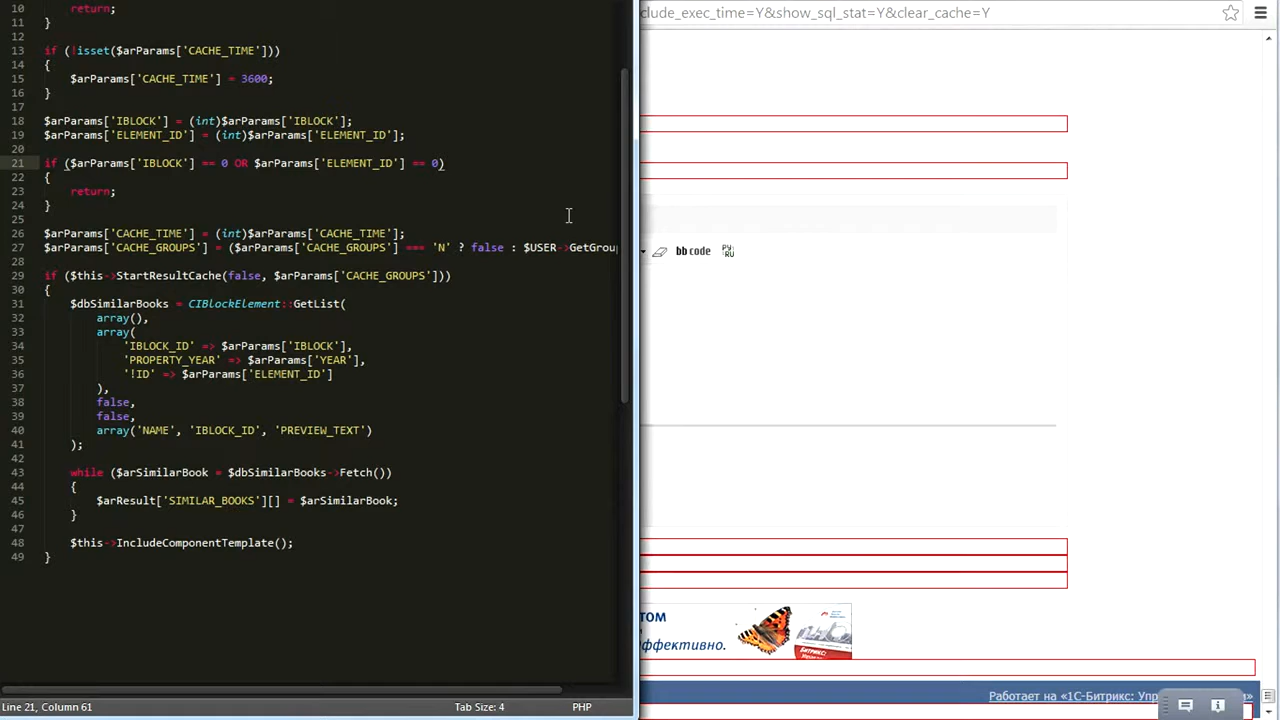 10 return;
11 }
12
13 if (!isset($arParams['CACHE_TIME']))
14 {
15 $arParams['CACHE_TIME'] = 3600;
16 }
17
18 $arParams['IBLOCK'] = (int)$arParams['IBLOCK'];
19 $arParams['ELEMENT_ID'] = (int)$arParams['ELEMENT_ID'];
20
21 if ($arParams['IBLOCK'] == 0 OR $arParams['ELEMENT_ID'] == 0)
22 {
23 return;
24 }
25
26 $arParams['CACHE_TIME'] = (int)$arParams['CACHE_TIME'];
27 $arParams['CACHE_GROUPS'] = ($arParams['CACHE_GROUPS'] === 'N' ? false : $USER->GetGrou
28
29 if ($this->StartResultCache(false, $arParams['CACHE_GROUPS']))
30 {
31 $dbSimilarBooks = CIBlockElement::GetList(
32 array(),
33 array(
34 'IBLOCK_ID' => $arParams['IBLOCK'],
35 'PROPERTY_YEAR' => $arParams['YEAR'],
36 '!ID' => $arParams['ELEMENT_ID']
37 ),
38 false,
39 false,
40 array('NAME', 'IBLOCK_ID', 'PREVIEW_TEXT')
41 );
42
43 while ($arSimilarBook = $dbSimilarBooks->Fetch())
44 {
45 $arResult['SIMILAR_BOOKS'][] = $arSimilarBook;
46 }
47
48 $this->IncludeComponentTemplate();
49 }
Line 21, Column 61 Tab Size: 4 PHP
clude_exec_time=Y&show_sql_stat=Y&clear_cache=Y
bb code РУ RU
ТОМ
ффективно.
Работает на «1С-Битрикс: Упр